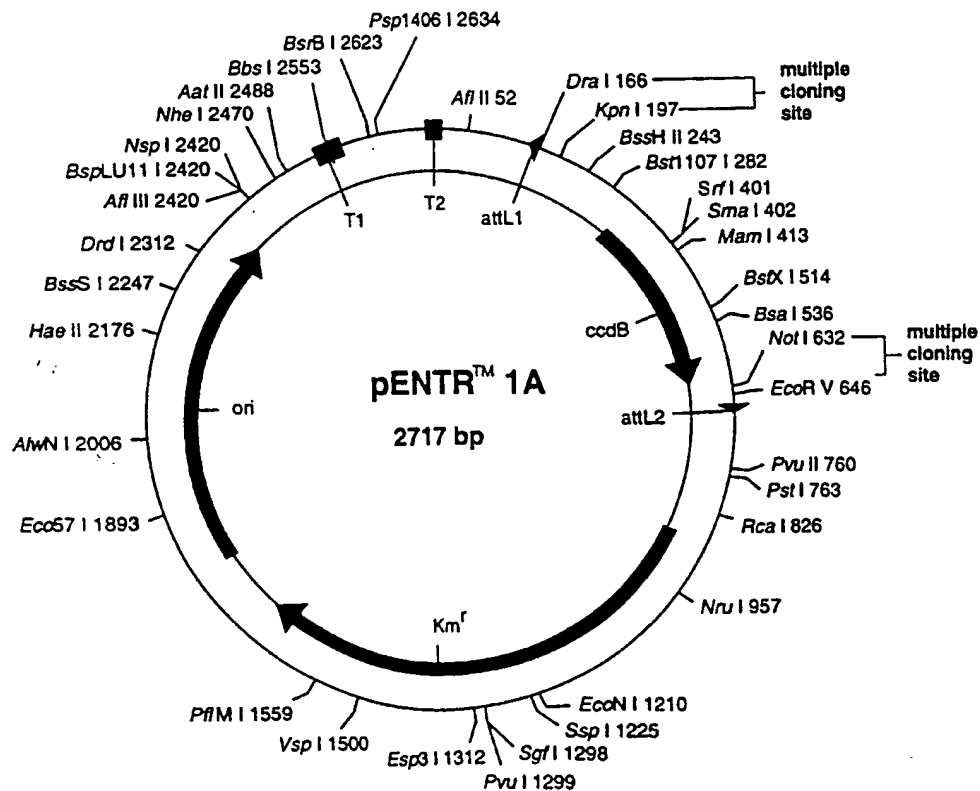 Psp1406 I 2634
BsrB I 2623
Bbs I 2553
Aat II 2488
Nhe I 2470
Nsp I 2420
BspLU11 I 2420
Afl III 2420
Drd I 2312
BssS I 2247
Hae II 2176
AlwN I 2006
Eco57 I 1893
PflM I 1559
Vsp I 1500
Esp3 I 1312
Pvu I 1299
Sgf I 1298
Ssp I 1225
EcoN I 1210
Nru I 957
Rca I 826
Pst I 763
Pvu II 760
EcoR V 646
Not I 632
multiple
cloning
site
Bsa I 536
BstX I 514
Mam I 413
Sma I 402
Srf I 401
Bst1107 I 282
BssH II 243
Kpn I 197
Dra I 166
multiple
cloning
site
Afl II 52
T1
T2
attL1
ccdB
attL2
Kmr
ori
pENTR™ 1A
2717 bp